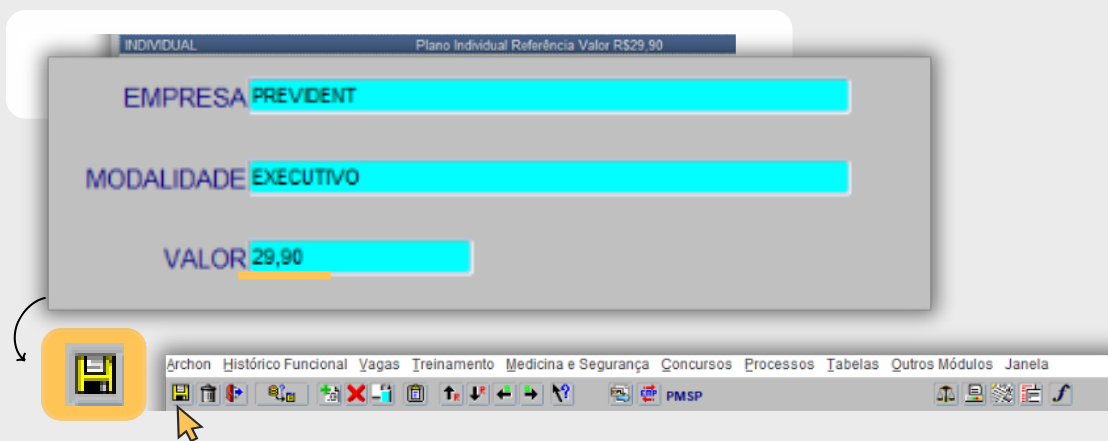 INDIVIDUAL Plano Individual Referência Valor R$29,90
EMPRESA PREVIDENT
MODALIDADE EXECUTIVO
VALOR 29,90
Archon Histórico Funcional Vagas Treinamento Medicina e Segurança Concursos Processos Tabelas Outros Módulos Janela
CMP PMSP